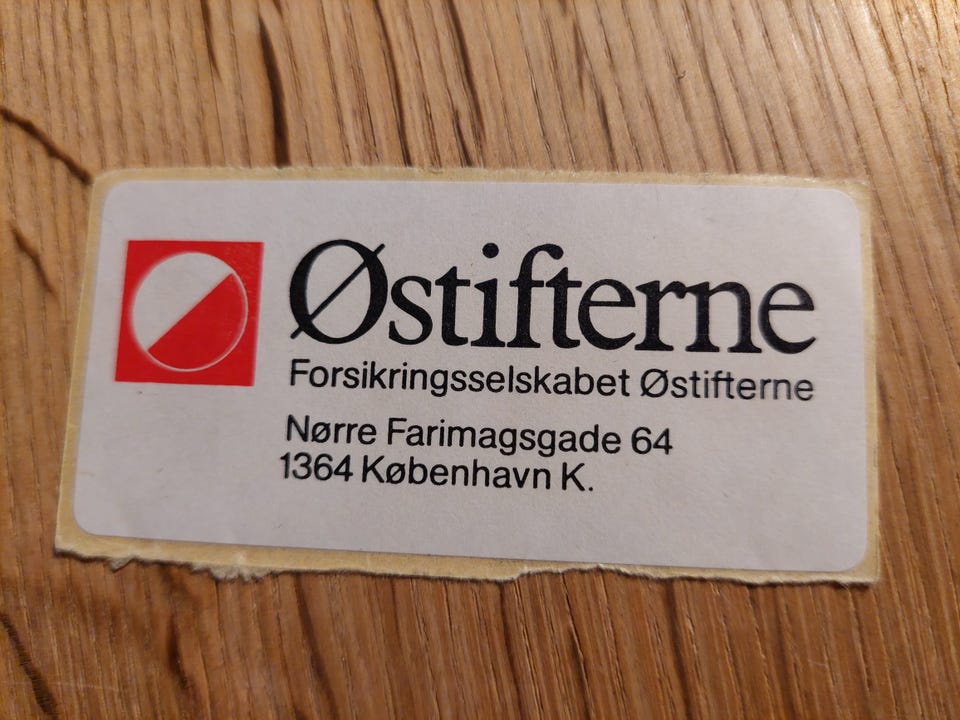 Østifterne
Forsikringsselskabet Østifterne
Nørre Farimagsgade 64
1364 København K.